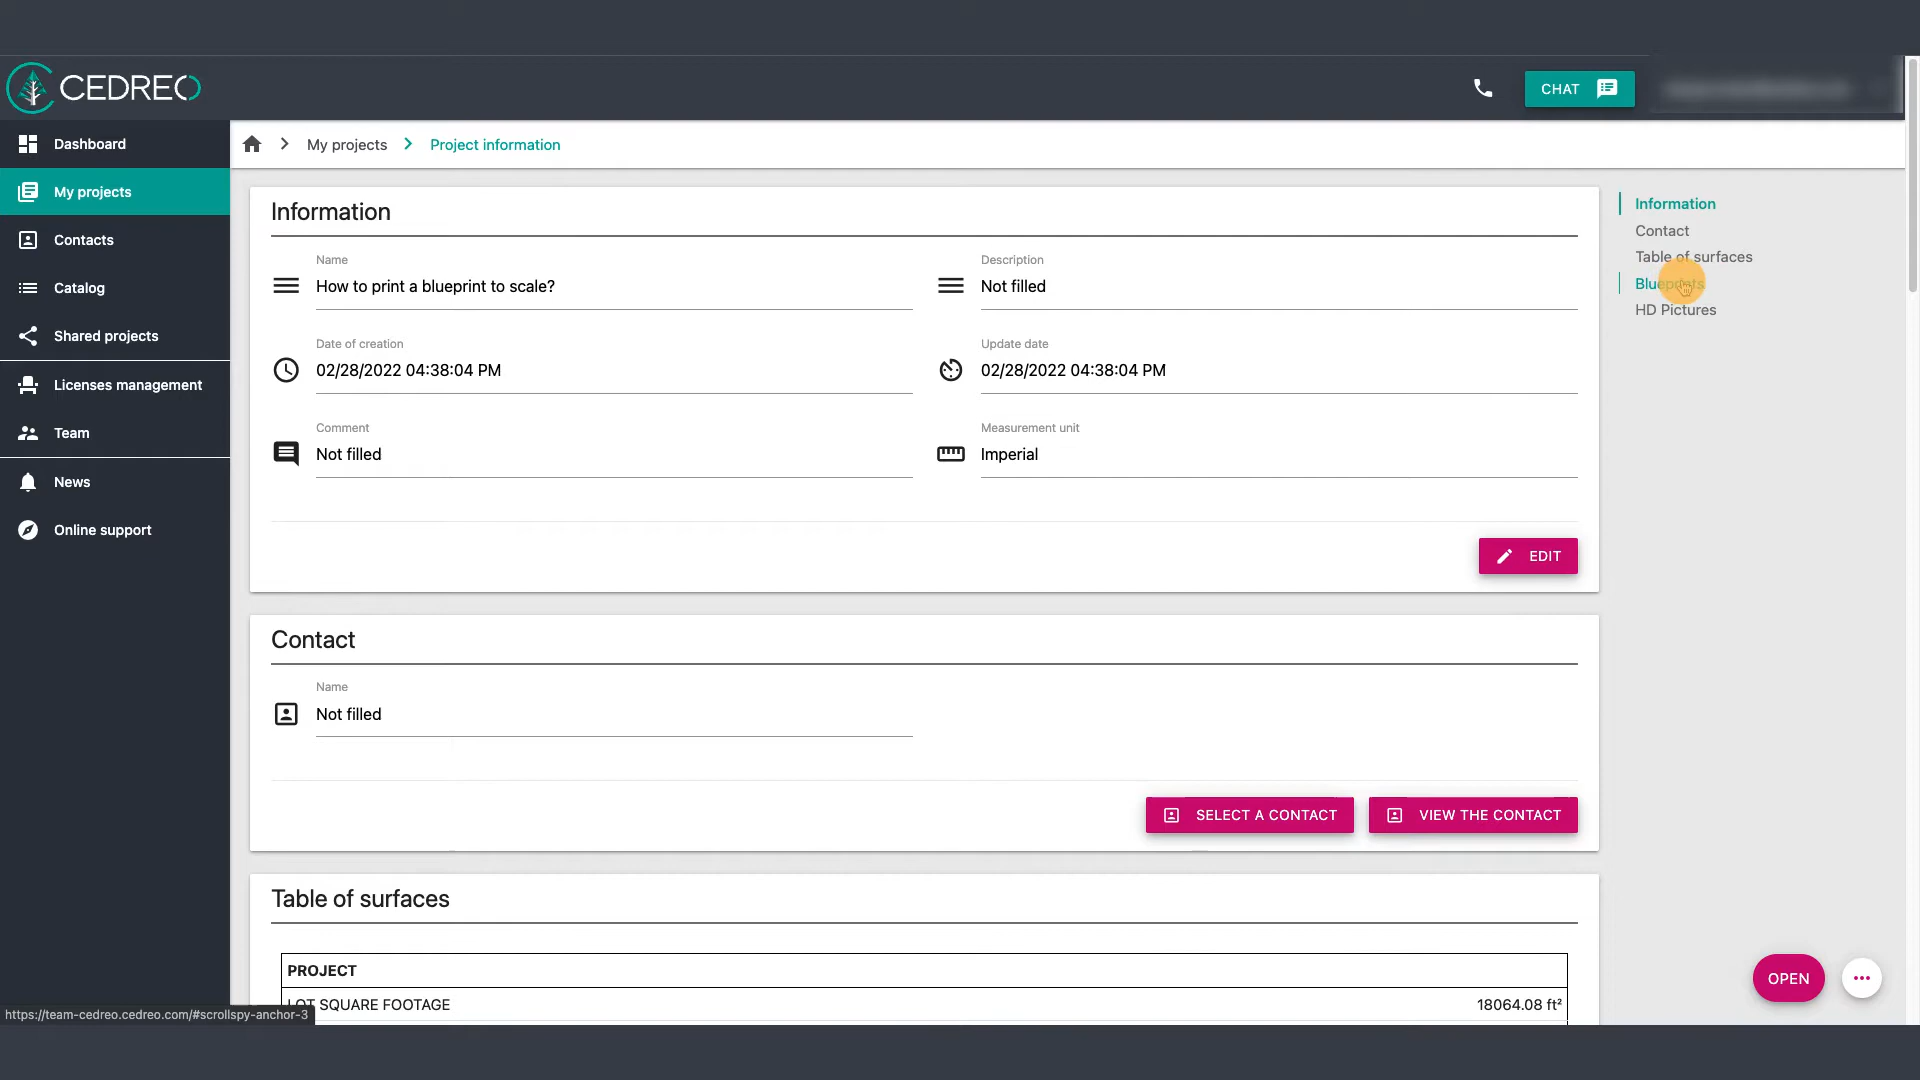 CEDREO
CHAT
Dashboard
My projects
Contacts
Catalog
Shared projects
Licenses management
Team
News
Online support
My projects
Project information
Information
Name
How to print a blueprint to scale?
Description
Not filled
Date of creation
02/28/2022 04:38:04 PM
Update date
02/28/2022 04:38:04 PM
Comment
Not filled
Measurement unit
Imperial
EDIT
Contact
Name
Not filled
SELECT A CONTACT
VIEW THE CONTACT
Table of surfaces
PROJECT
LOT SQUARE FOOTAGE 18064.08 ft²
Information
Contact
Table of surfaces
Blueprints
HD Pictures
OPEN
https://team-cedreo.cedreo.com/#scrollspy-anchor-3